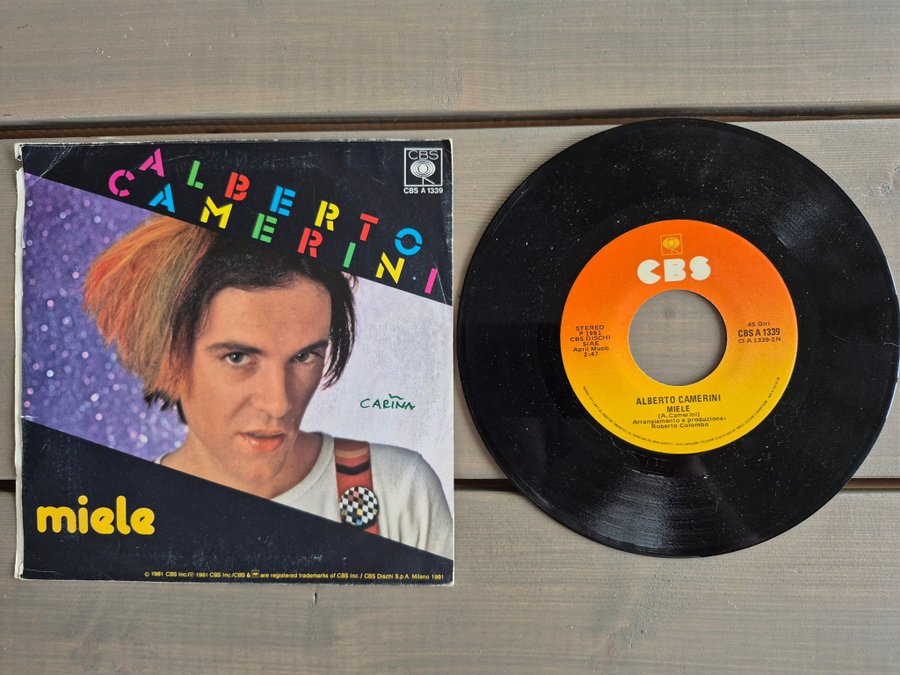 ALBERTO
CAMERINI
CBS
CBS A 1339
CARIÑA
miele
© 1981 CBS Inc./℗ 1981 CBS Inc./CBS & are registered trademarks of CBS Inc. / CBS Dischi S.p.A. Milano 1981
CBS
STEREO
P 1981
CBS DISCHI
SIAE
April Music
2:47
45 Giri
CBS A 1339
CI A 1339-2N
ALBERTO CAMERINI
MIELE
(A. Camerini)
Arrangiamento e produzione:
Roberto Colombo